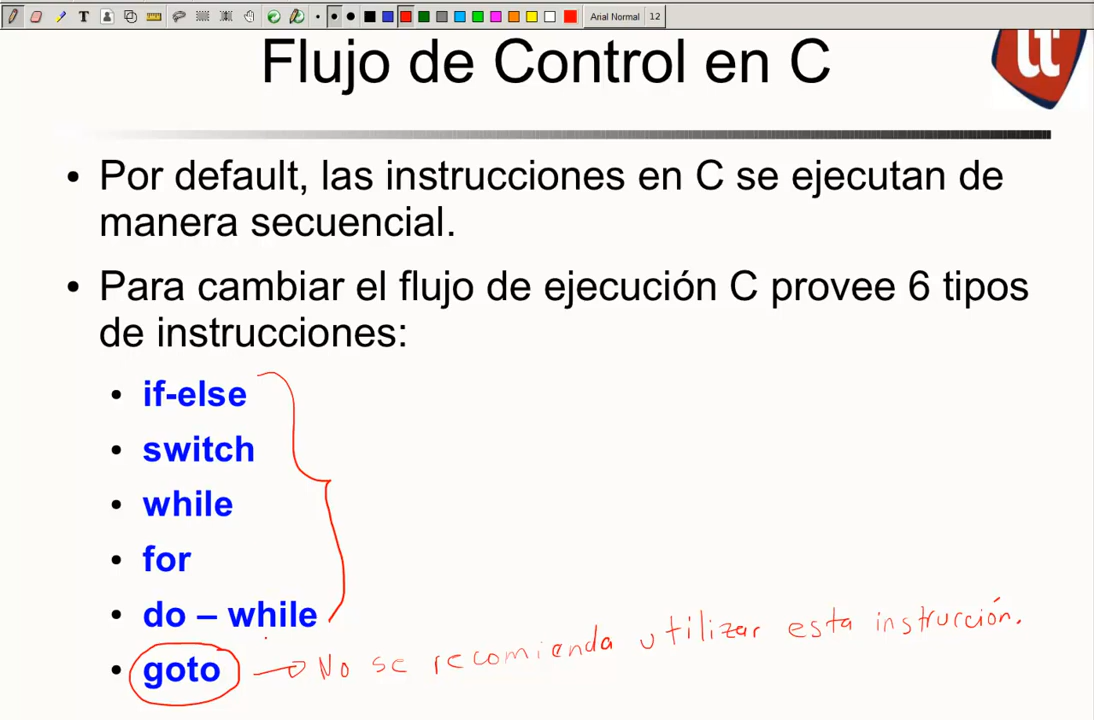 Arial Normal 12
Flujo de Control en C
• Por default, las instrucciones en C se ejecutan de
manera secuencial.
• Para cambiar el flujo de ejecución C provee 6 tipos
de instrucciones:
• if-else
• switch
• while
• for
• do – while
• goto → No se recomienda utilizar esta instrucción.